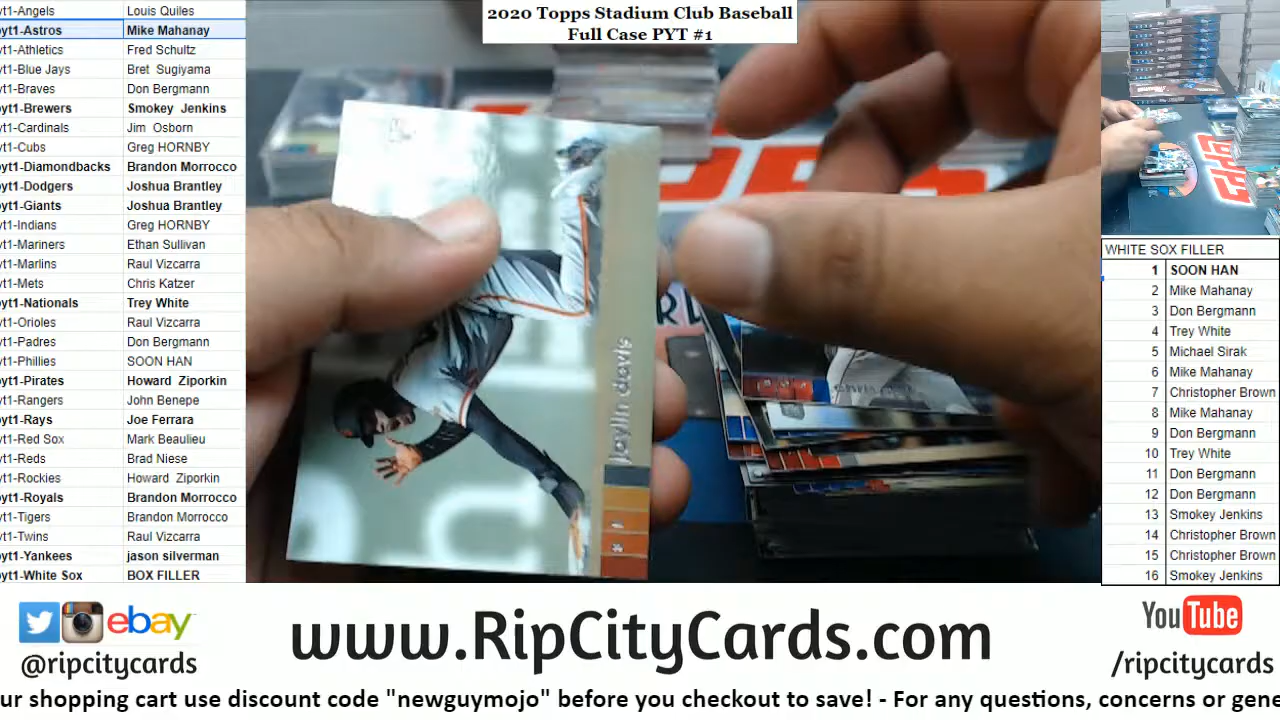 yt1-Angels Louis Quiles
yt1-Astros Mike Mahanay
yt1-Athletics Fred Schultz
yt1-Blue Jays Bret Sugiyama
yt1-Braves Don Bergmann
yt1-Brewers Smokey Jenkins
yt1-Cardinals Jim Osborn
yt1-Cubs Greg HORNBY
yt1-Diamondbacks Brandon Morrocco
yt1-Dodgers Joshua Brantley
yt1-Giants Joshua Brantley
yt1-Indians Greg HORNBY
yt1-Mariners Ethan Sullivan
yt1-Marlins Raul Vizcarra
yt1-Mets Chris Katzer
yt1-Nationals Trey White
yt1-Orioles Raul Vizcarra
yt1-Padres Don Bergmann
yt1-Phillies SOON HAN
yt1-Pirates Howard Ziporkin
yt1-Rangers John Benepe
yt1-Rays Joe Ferrara
yt1-Red Sox Mark Beaulieu
yt1-Reds Brad Niese
yt1-Rockies Howard Ziporkin
yt1-Royals Brandon Morrocco
yt1-Tigers Brandon Morrocco
yt1-Twins Raul Vizcarra
yt1-Yankees jason silverman
yt1-White Sox BOX FILLER
2020 Topps Stadium Club Baseball
Full Case PYT #1
jaylin davis
WHITE SOX FILLER
1 SOON HAN
2 Mike Mahanay
3 Don Bergmann
4 Trey White
5 Michael Sirak
6 Mike Mahanay
7 Christopher Brown
8 Mike Mahanay
9 Don Bergmann
10 Trey White
11 Don Bergmann
12 Don Bergmann
13 Smokey Jenkins
14 Christopher Brown
15 Christopher Brown
16 Smokey Jenkins
ebay
@ripcitycards
www.RipCityCards.com
YouTube
/ripcitycards
ur shopping cart use discount code "newguymojo" before you checkout to save! - For any questions, concerns or gene